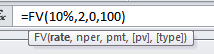 =FV(10%,2,0,100)
FV(rate, nper, pmt, [pv], [type])